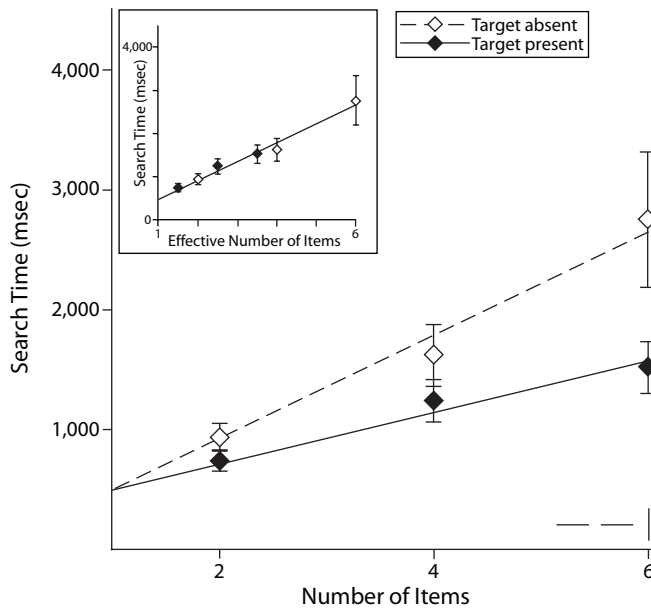 Target absent
Target present
4,000
3,000
2,000
1,000
Search Time (msec)
2
4
6
Number of Items
4,000
0
Search Time (msec)
1
6
Effective Number of Items